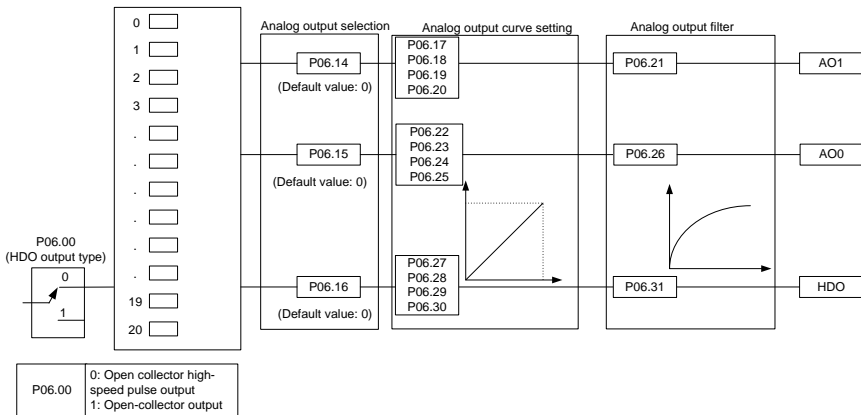 Analog output selection
Analog output curve setting
Analog output filter
0
1
2
3
.
.
.
.
.
.
19
20
P06.14
(Default value: 0)
P06.17
P06.18
P06.19
P06.20
P06.21
AO1
P06.15
(Default value: 0)
P06.22
P06.23
P06.24
P06.25
P06.26
AO0
P06.00
(HDO output type)
0
1
P06.16
(Default value: 0)
P06.27
P06.28
P06.29
P06.30
P06.31
HDO
P06.00
0: Open collector high-
speed pulse output
1: Open-collector output